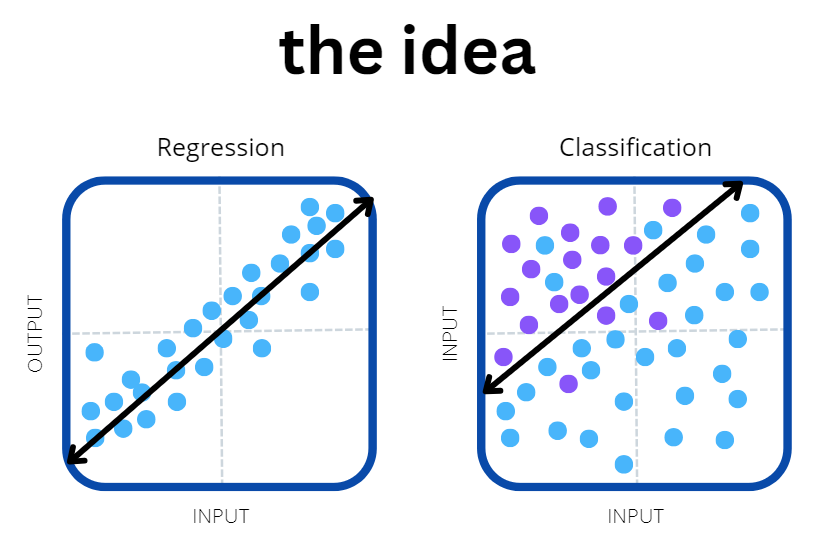 the idea
Regression
Classification
OUTPUT
INPUT
INPUT
INPUT